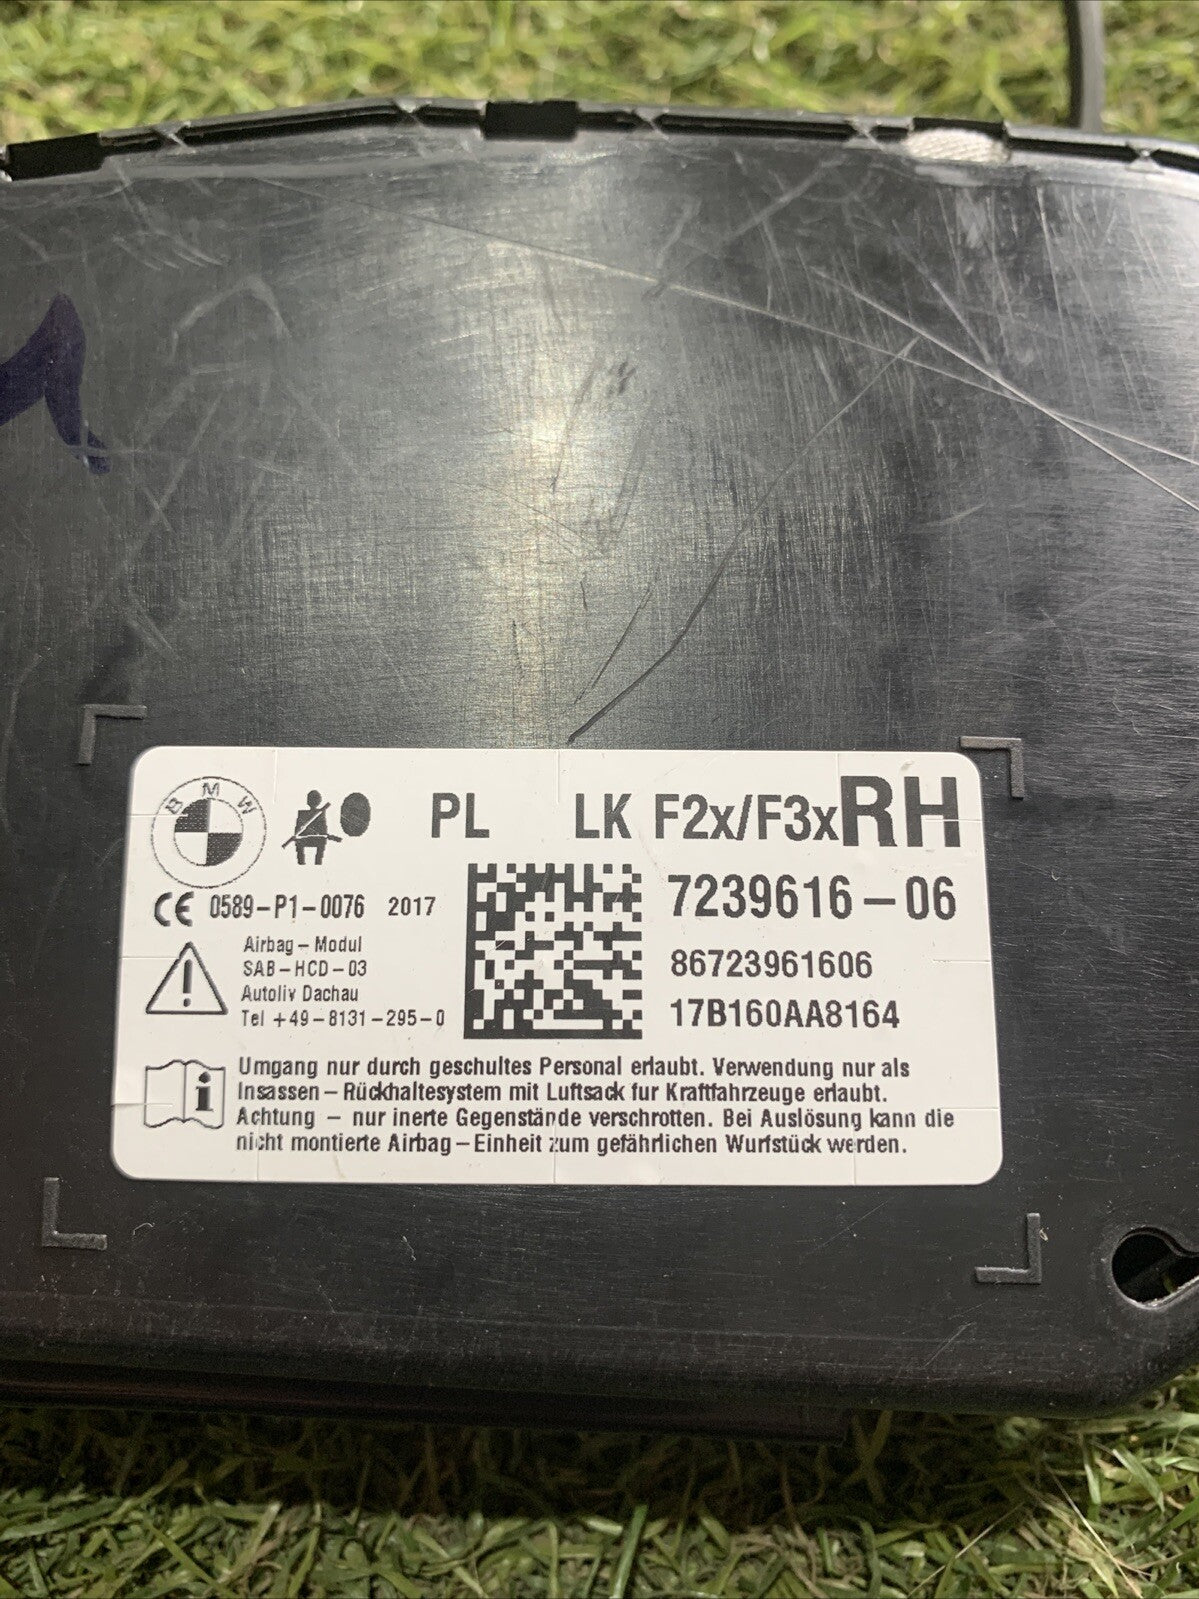 BMW
PL LK F2x/F3xRH
7239616-06
CE 0589-P1-0076 2017
86723961606
17B160AA8164
Airbag-Modul
SAB-HCD-03
Autoliv Dachau
Tel +49-8131-295-0
Umgang nur durch geschultes Personal erlaubt. Verwendung nur als
Insassen-Rückhaltesystem mit Luftsack fur Kraftfahrzeuge erlaubt.
Achtung - nur inerte Gegenstände verschrotten. Bei Auslösung kann die
nicht montierte Airbag-Einheit zum gefährlichen Wurfstück werden.